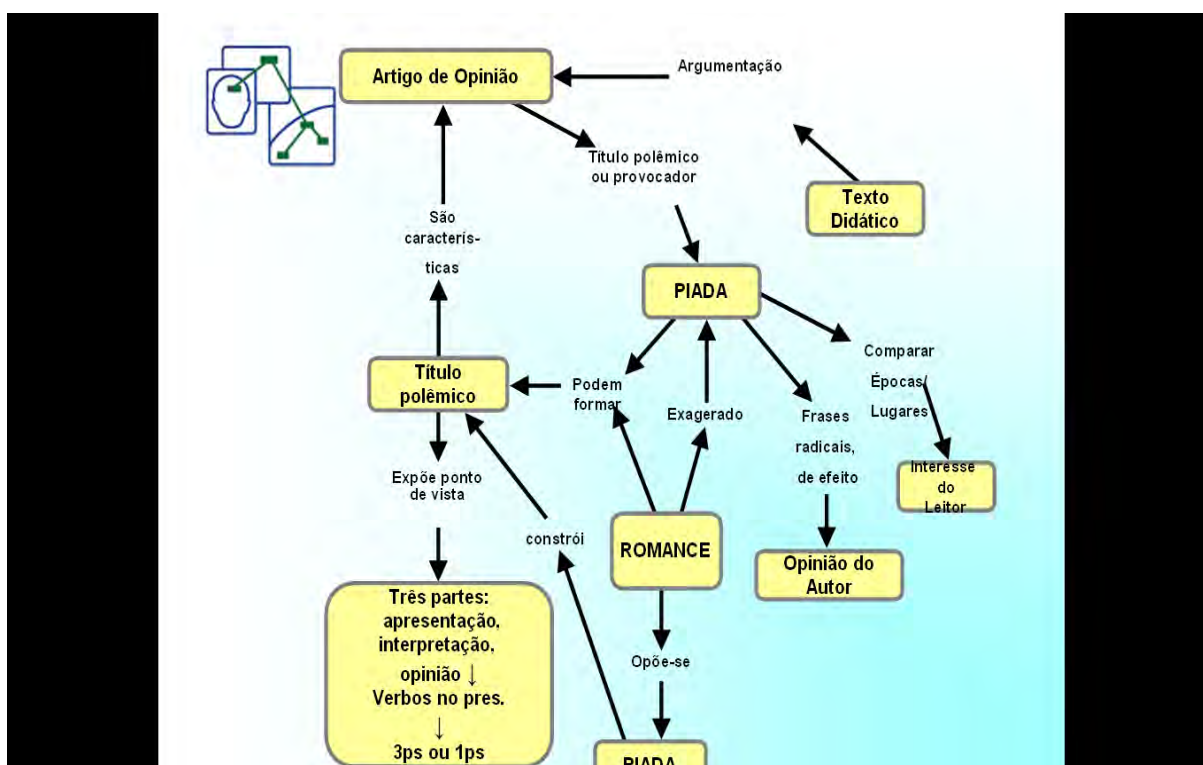 Artigo de Opinião
Argumentação
Título polêmico
ou provocador
Texto
Didático
São
caracterís-
ticas
PIADA
Título
polêmico
Podem
formar
Exagerado
Frases
radicais,
de efeito
Comparar
Épocas/
Lugares
Expõe ponto
de vista
constrói
ROMANCE
Interesse
do
Leitor
Opinião do
Autor
Três partes:
apresentação,
interpretação,
opinião ↓
Verbos no pres.
↓
3ps ou 1ps
Opõe-se
PIADA